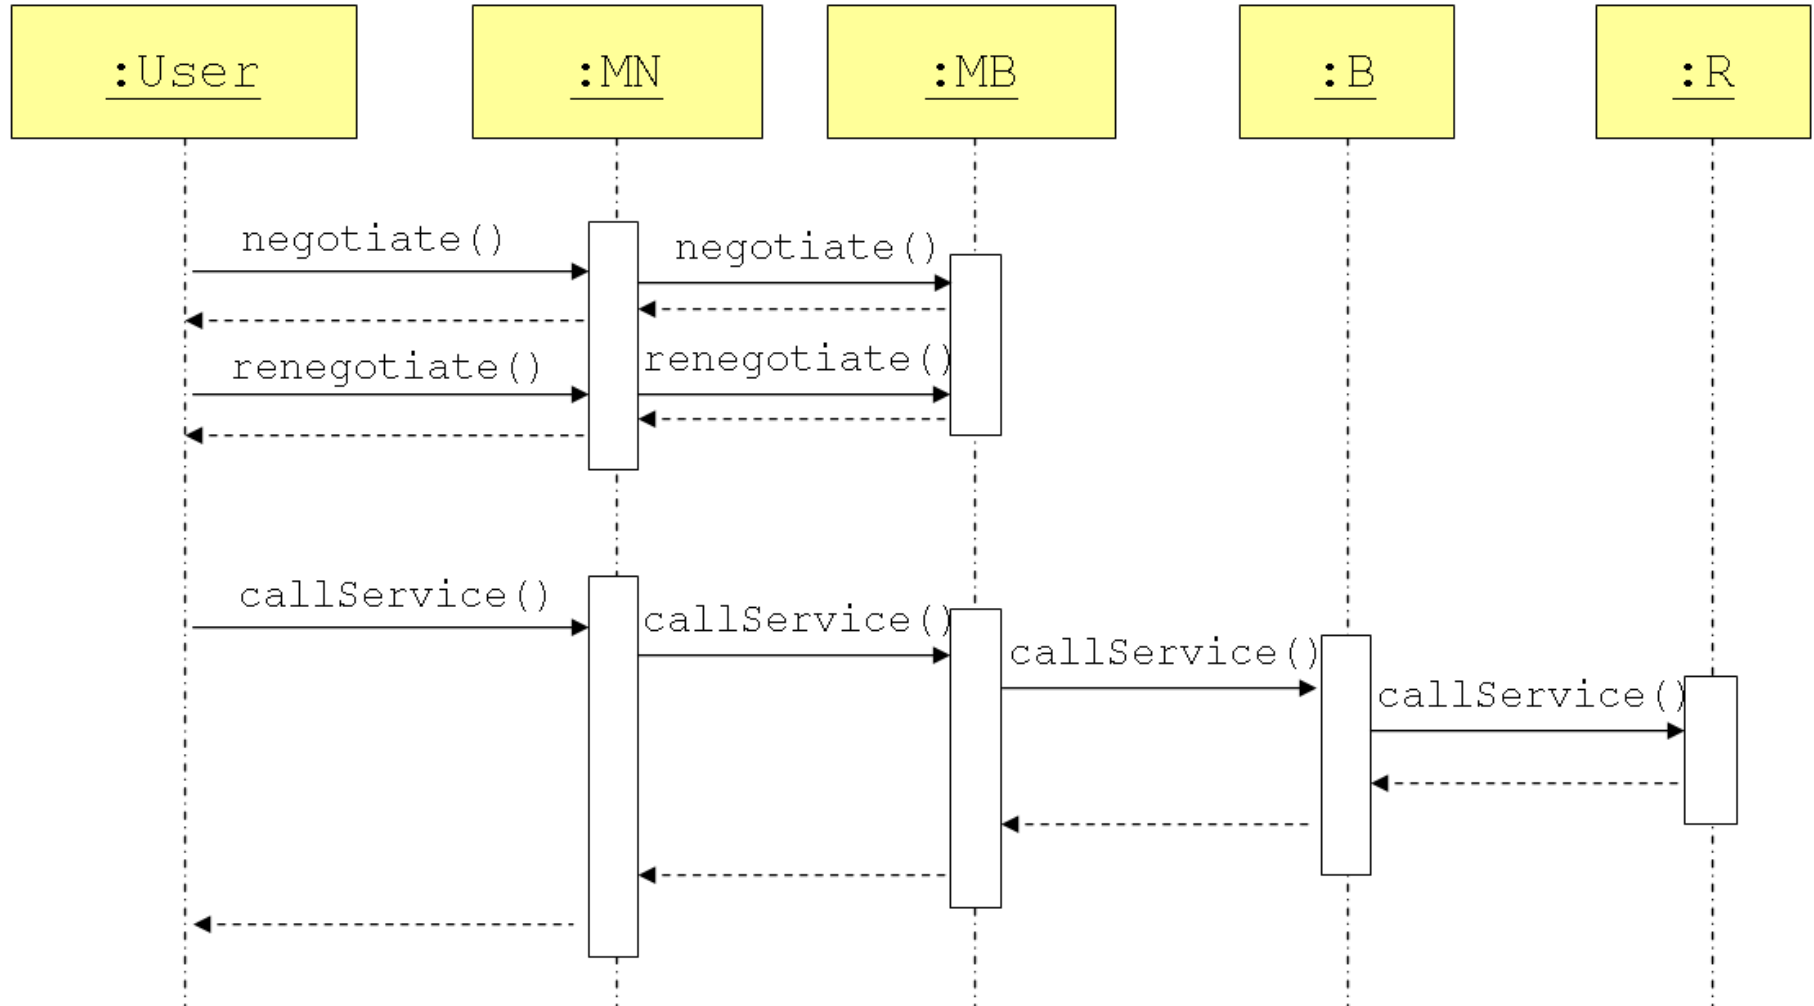 :User
:MN
:MB
:B
:R
negotiate()
negotiate()
renegotiate()
renegotiate()
callService()
callService()
callService()
callService()